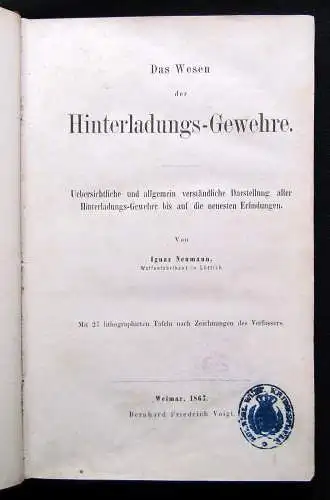 Das Wesen
der
Hinterladungs-Gewehre.
Uebersichtliche und allgemein verständliche Darstellung aller
Hinterladungs-Gewehre bis auf die neuesten Erfindungen.
Von
Ignaz Neumann,
Waffenfabrikant in Lüttich.
Mit 27 lithographirten Tafeln nach Zeichnungen des Verfassers.
Weimar, 1867.
Bernhard Friedrich Voigt.